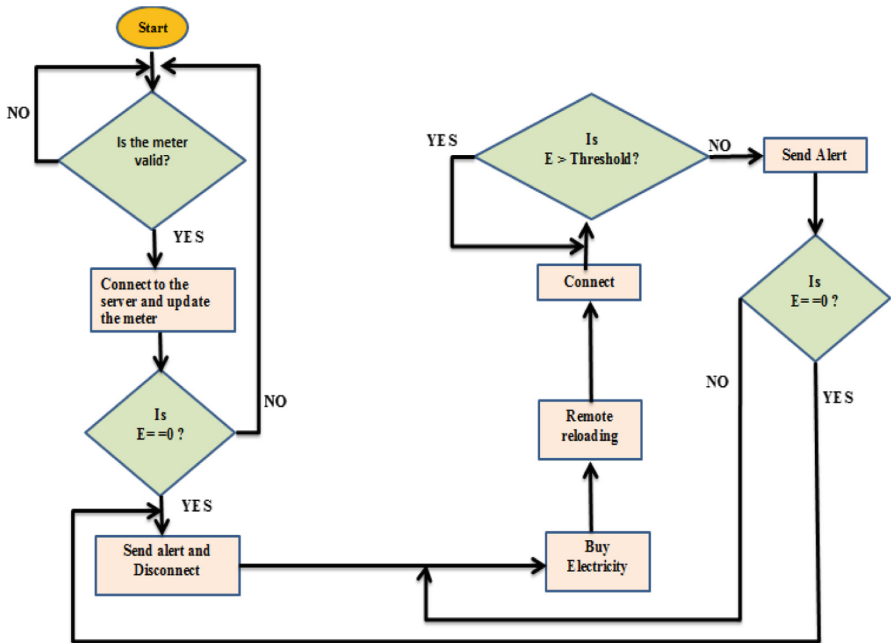 Start
NO
Is the meter
valid?
YES
Connect to the
server and update
the meter
Is
E= =0 ?
NO
YES
Send alert and
Disconnect
Buy
Electricity
Remote
reloading
Connect
YES
Is
E > Threshold?
NO
Send Alert
Is
E= =0 ?
NO
YES